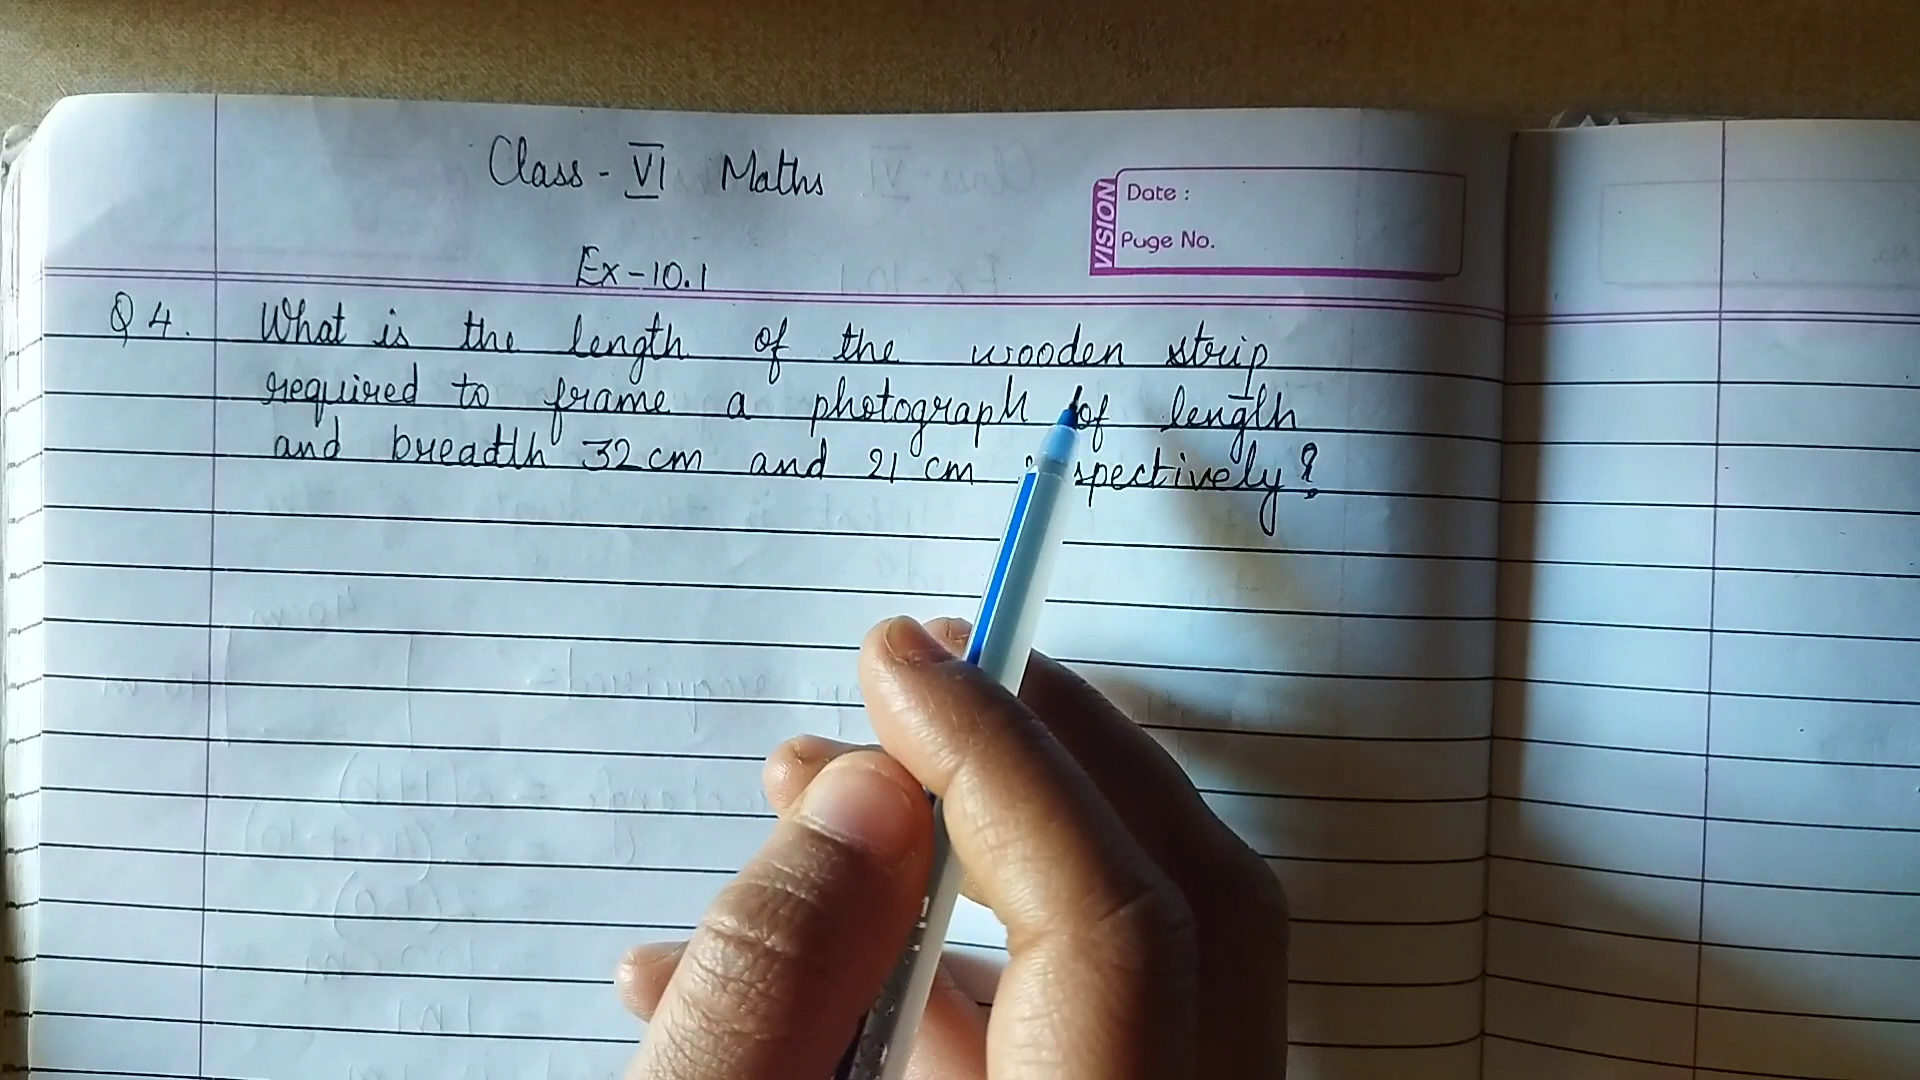 Class - VI Maths
VISION
Date :
Page No.
Ex - 10.1
Q 4. What is the length of the wooden strip
required to frame a photograph of length
and breadth 32 cm and 21 cm respectively?